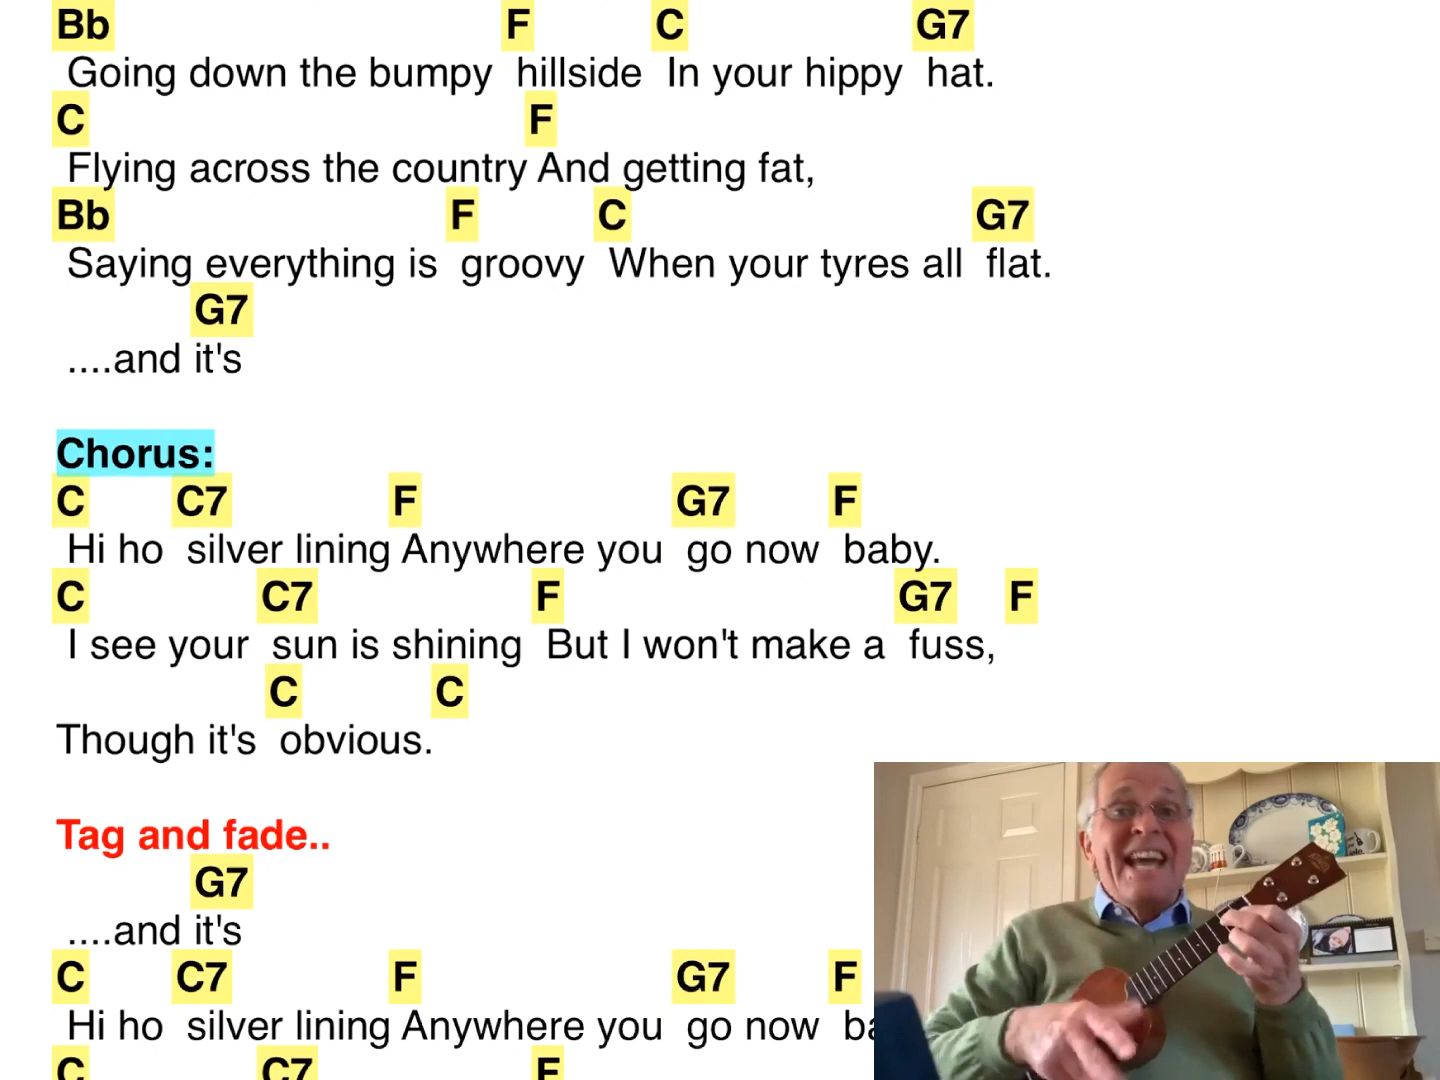 Bb F C G7
Going down the bumpy hillside In your hippy hat.
C F
Flying across the country And getting fat,
Bb F C G7
Saying everything is groovy When your tyres all flat.
G7
....and it's
Chorus:
C C7 F G7 F
Hi ho silver lining Anywhere you go now baby.
C C7 F G7 F
I see your sun is shining But I won't make a fuss,
C C
Though it's obvious.
Tag and fade..
G7
....and it's
C C7 F G7 F
Hi ho silver lining Anywhere you go now
C C7 F